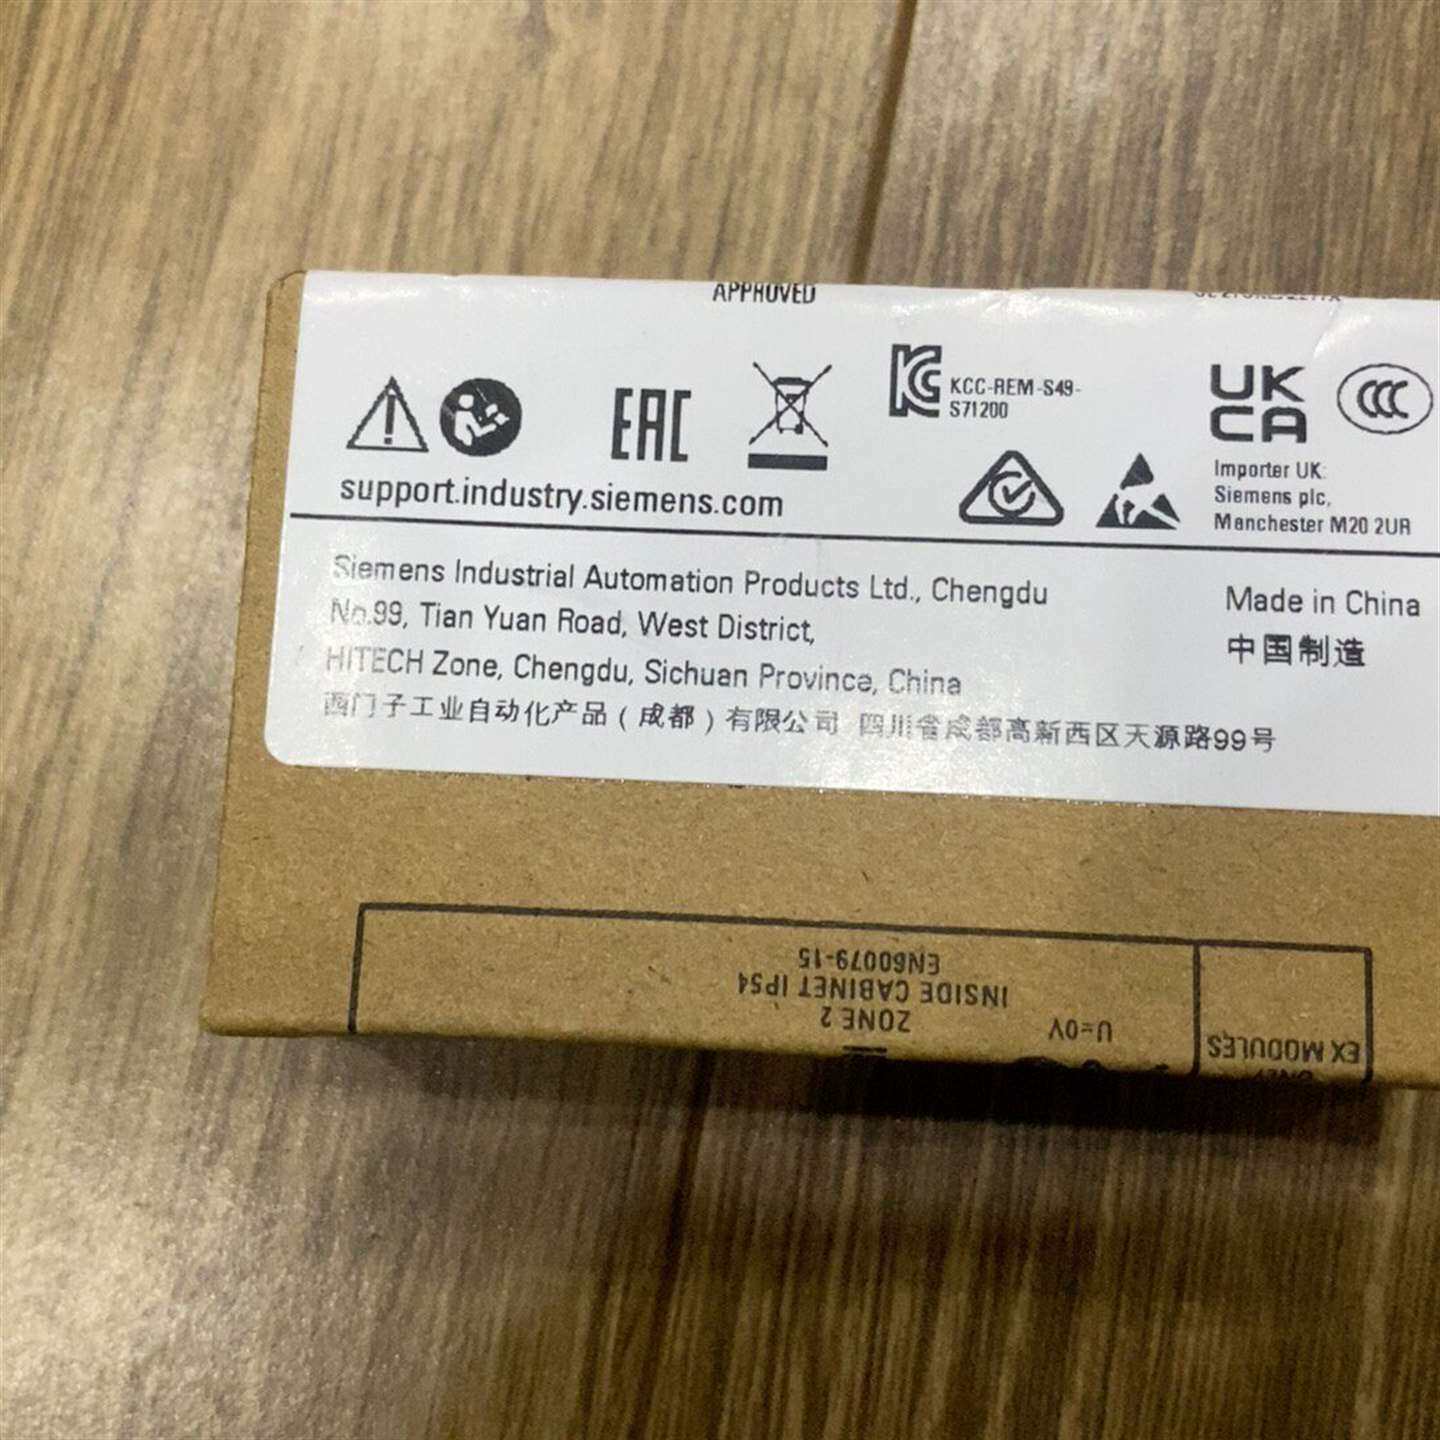 APPROVED
EAC
KCC-REM-S49-
S71200
UK
CA
CCC
support.industry.siemens.com
Importer UK:
Siemens plc,
Manchester M20 2UR
Siemens Industrial Automation Products Ltd., Chengdu
No.99, Tian Yuan Road, West District,
HITECH Zone, Chengdu, Sichuan Province, China
西门子工业自动化产品（成都）有限公司 四川省成都高新西区天源路99号
Made in China
中国制造
EX MODULES
U=0V
ZONE 2
INSIDE CABINET IP54
EN60079-15